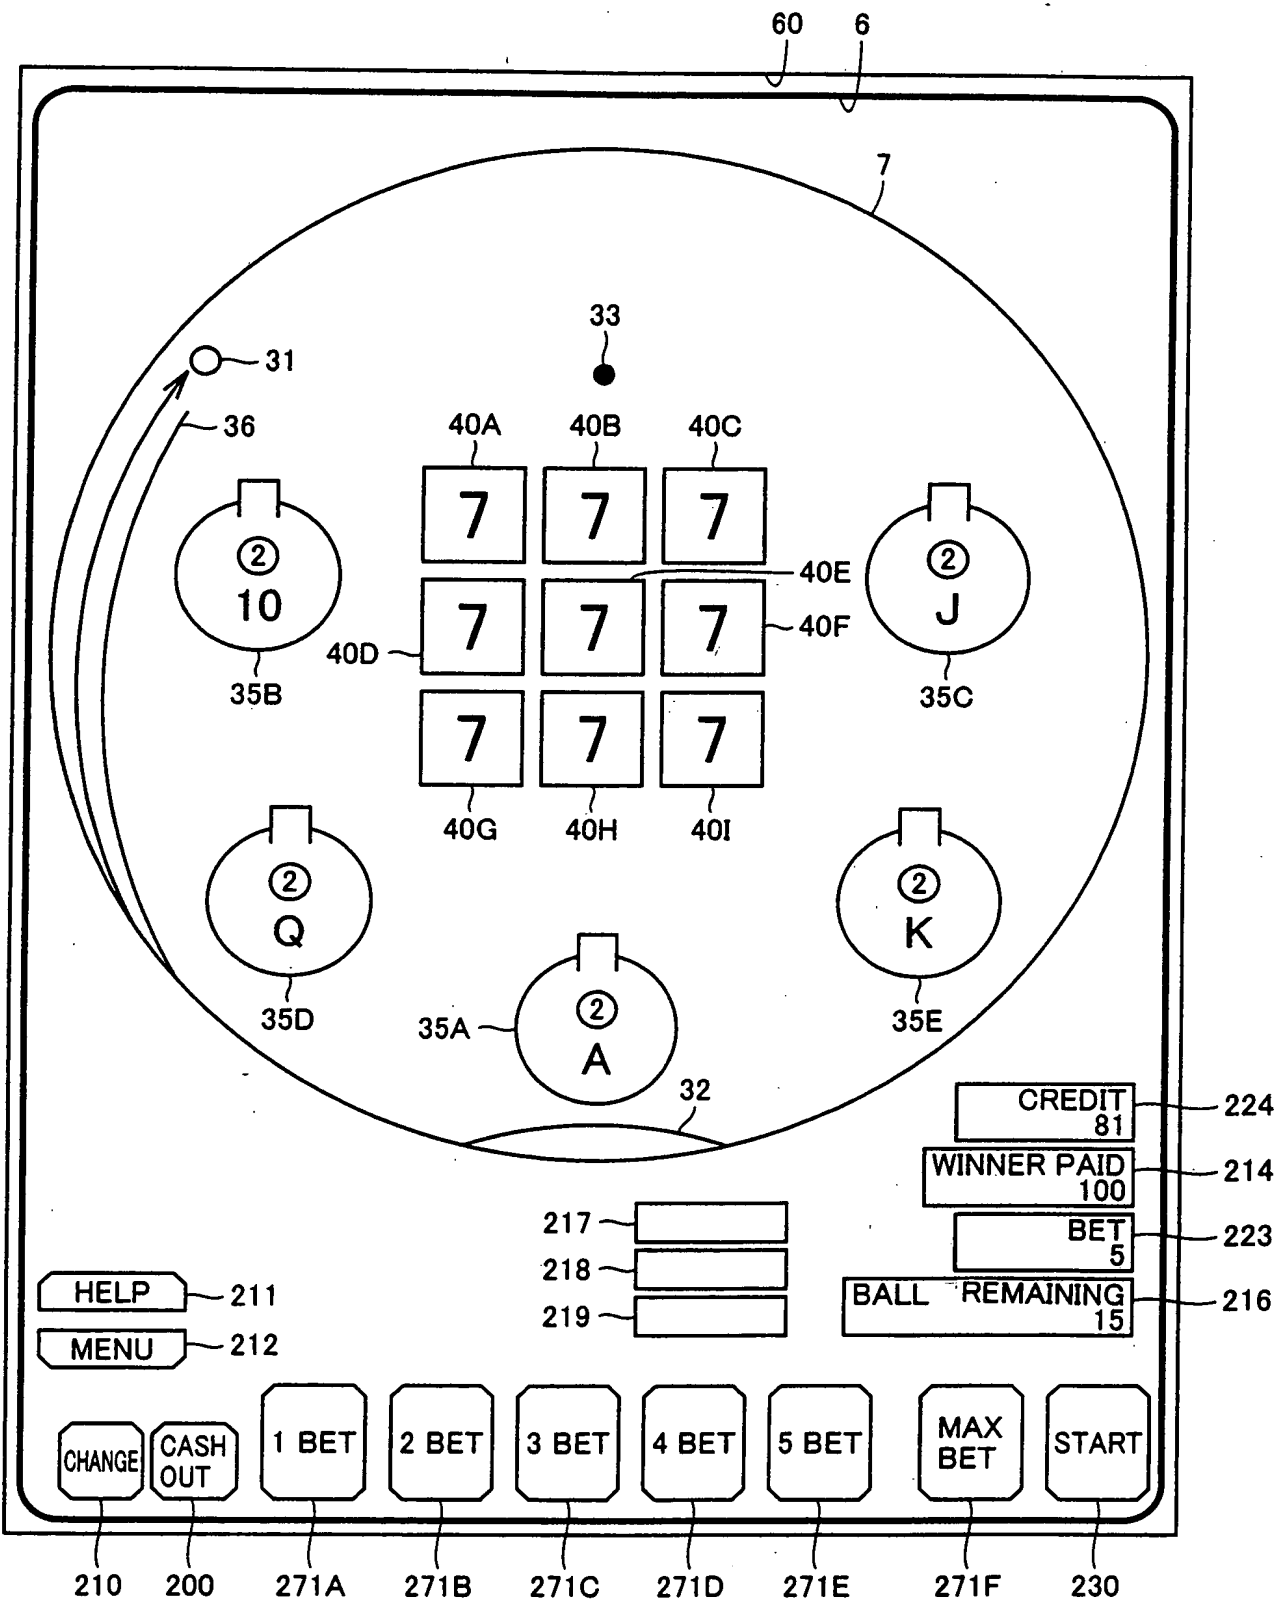 60 6
7
33
31
36
40A 40B 40C
7 7 7
40E
2 10
2 J
7 7 7
40F
40D
35B
35C
7 7 7
40G 40H 40I
2 Q
2 K
35D
35E
35A
2 A
32
CREDIT 81
224
WINNER PAID 100
214
217
BET 5
223
218
HELP
211
BALL REMAINING 15
216
219
MENU
212
CHANGE
CASH OUT
1 BET
2 BET
3 BET
4 BET
5 BET
MAX BET
START
210 200 271A 271B 271C 271D 271E 271F 230